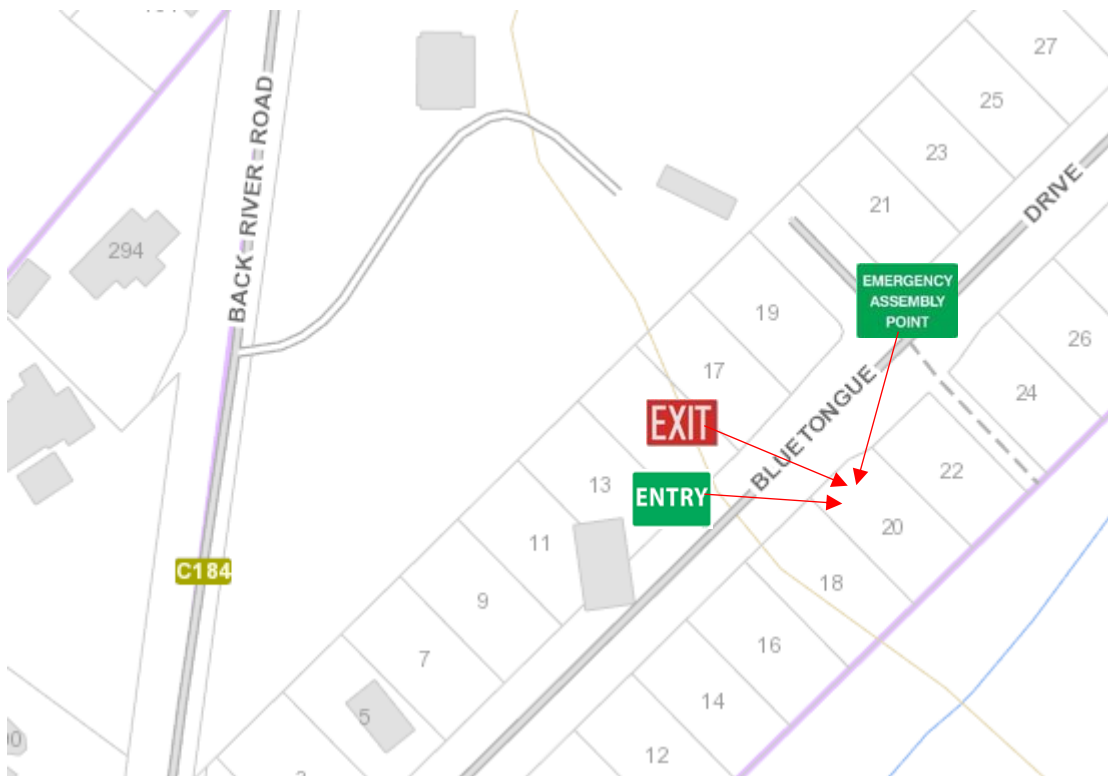 27
25
23
21
DRIVE
BACK RIVER ROAD
294
EMERGENCY
ASSEMBLY
POINT
19
26
17
24
EXIT
BLUETONGUE
22
ENTRY
13
20
11
C184
18
9
16
7
14
5
12